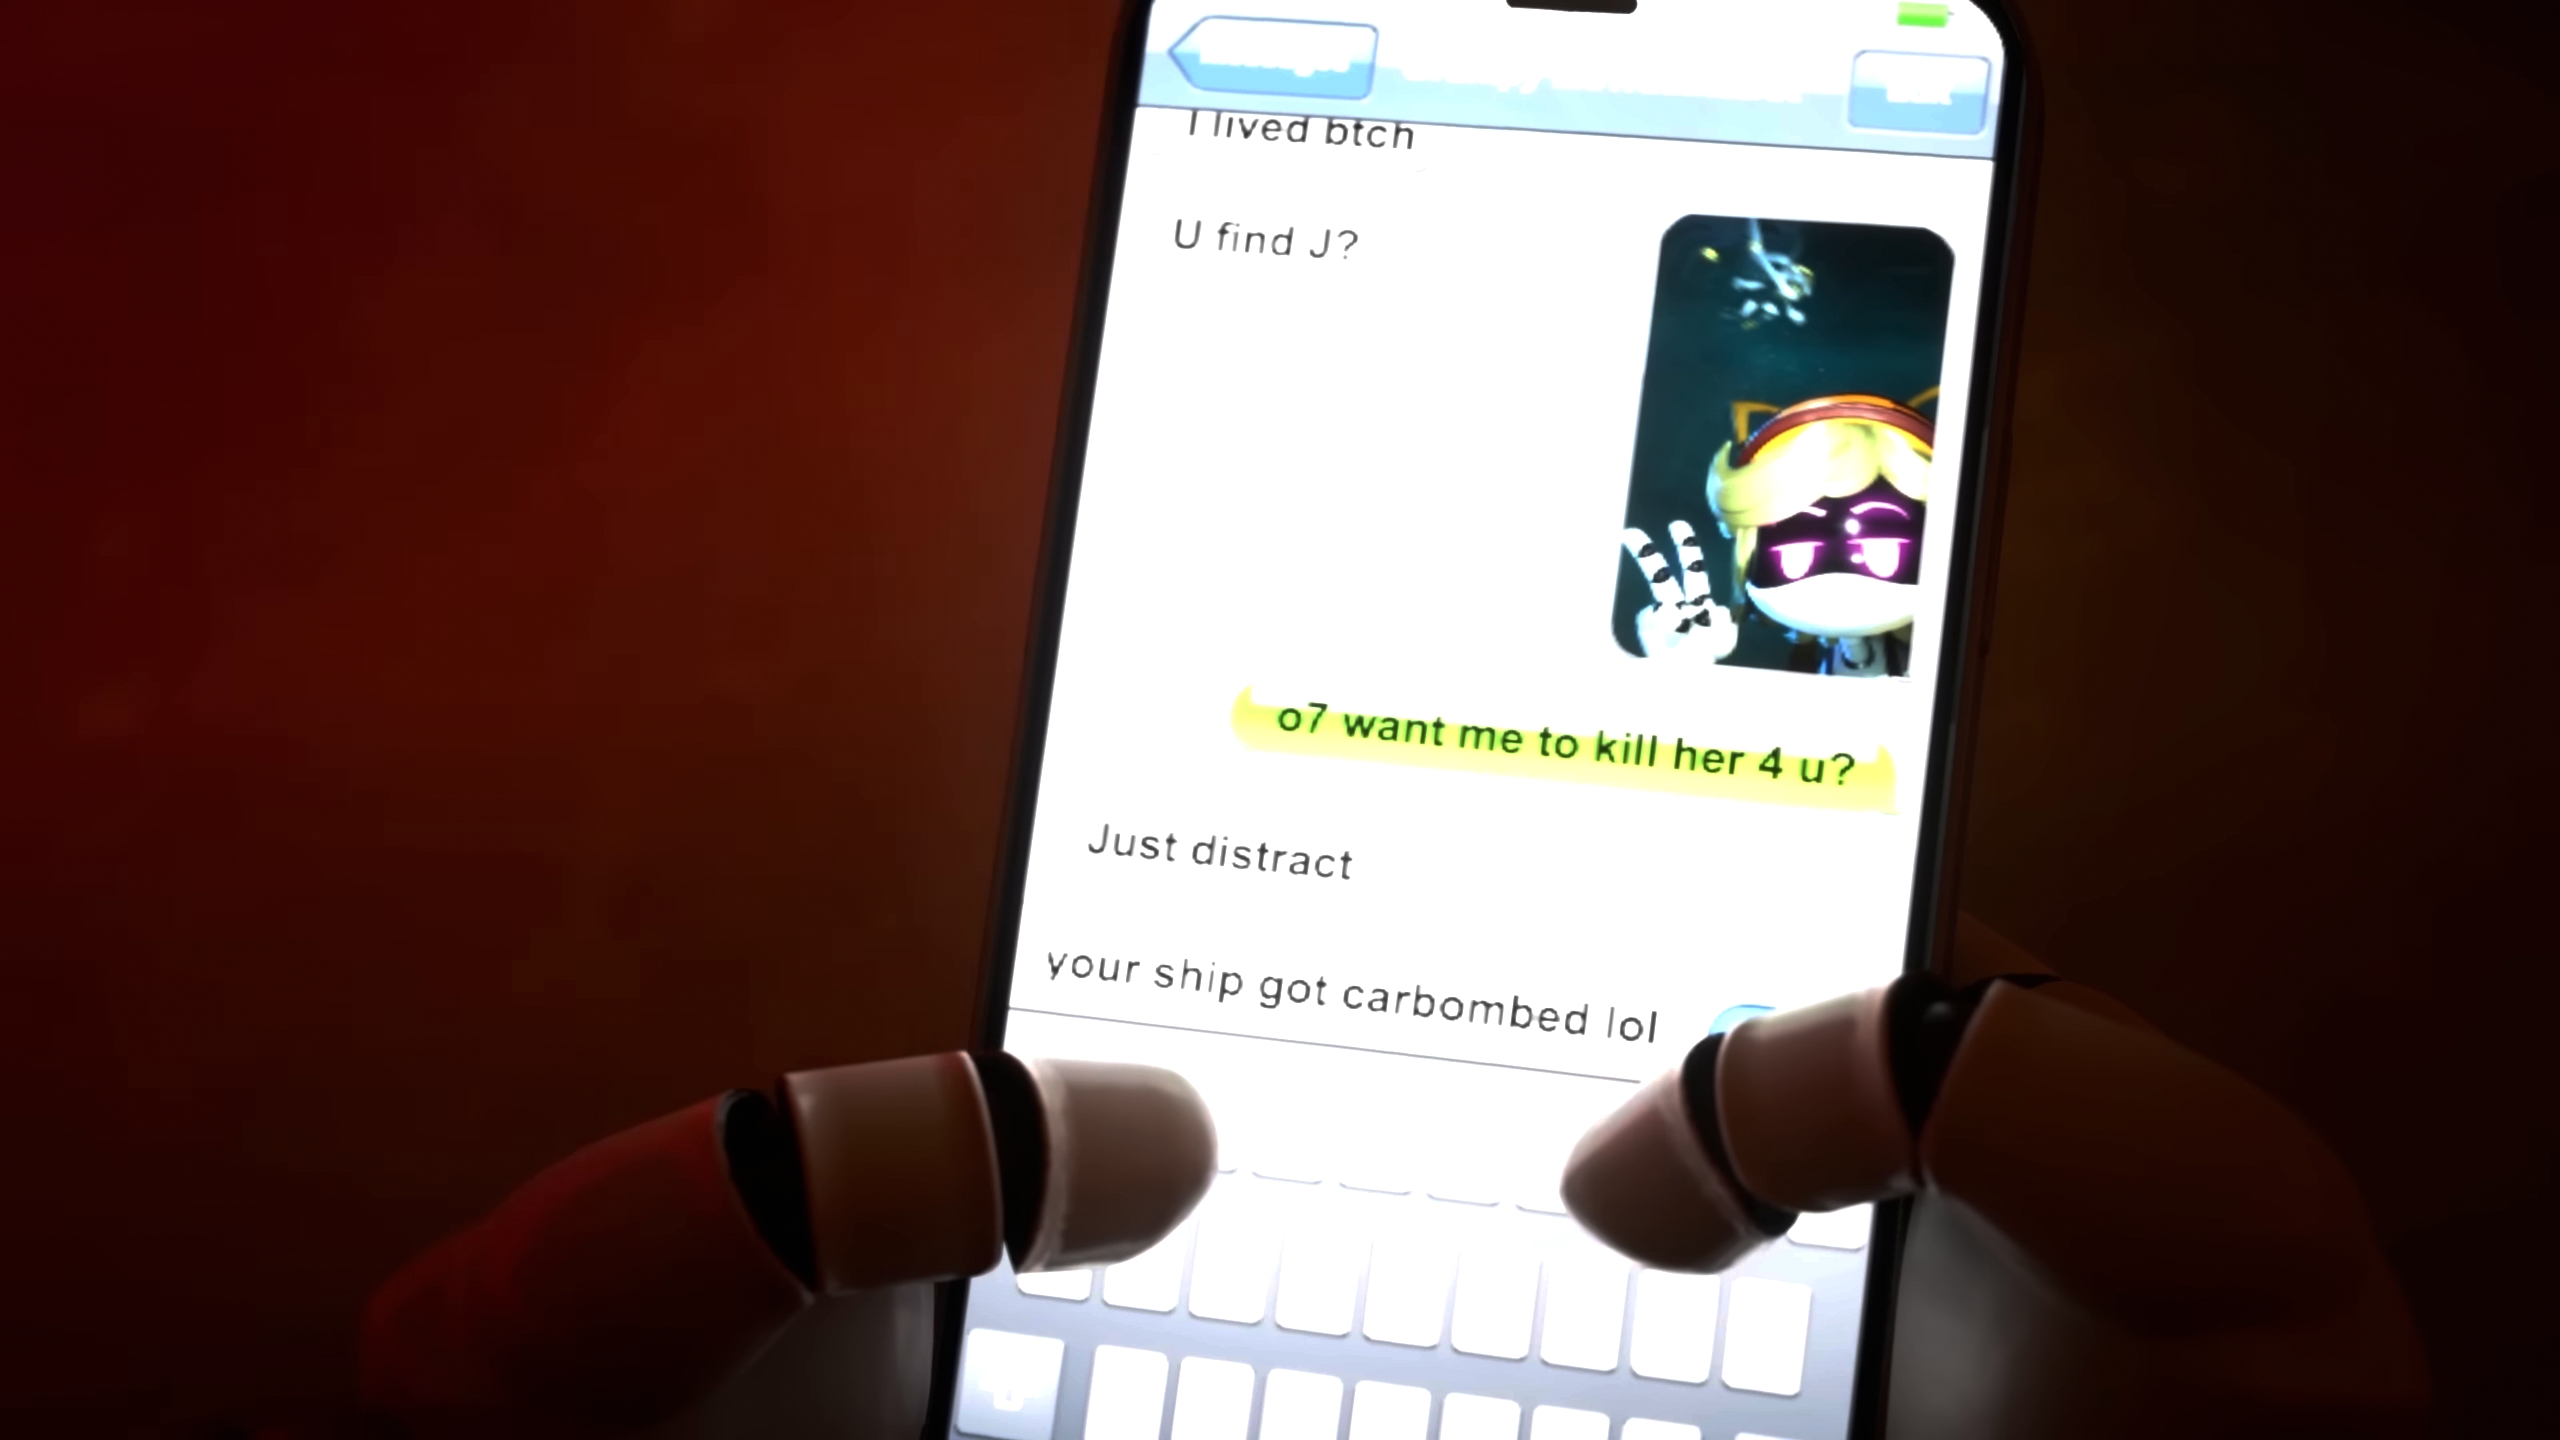 I lived btch
U find J?
o7 want me to kill her 4 u?
Just distract
your ship got carbombed lol